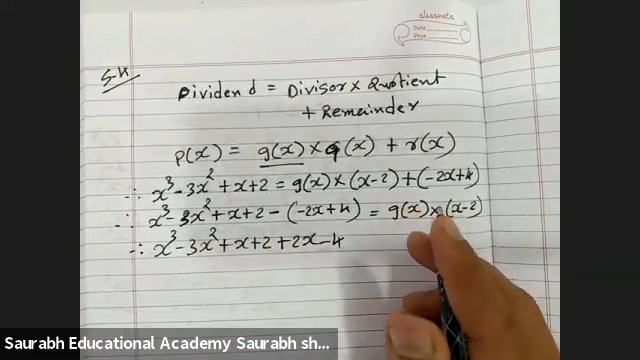 classmate
Date
Page
Dividend = Divisor × Quotient
+ Remainder
p(x) = g(x) × q(x) + r(x)
∴ x³ - 3x² + x + 2 = g(x) × (x-2) + (-2x+4)
∴ x³ - 3x² + x + 2 - (-2x+4) = g(x) × (x-2)
∴ x³ - 3x² + x + 2 + 2x - 4
Saurabh Educational Academy Saurabh sh...